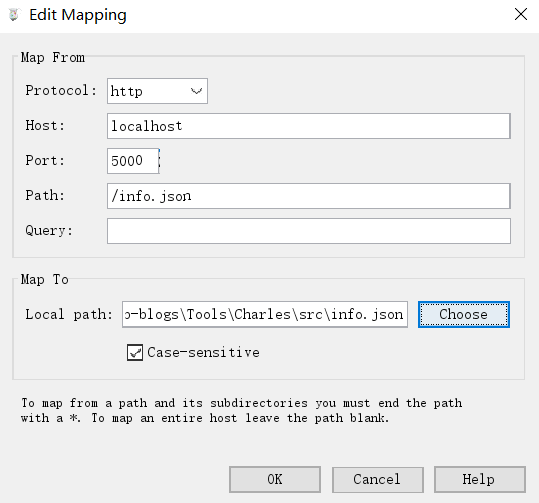 Edit Mapping
Map From
Protocol: http
Host: localhost
Port: 5000
Path: /info.json
Query:
Map To
Local path: o-blogs\Tools\Charles\src\info.json Choose
Case-sensitive
To map from a path and its subdirectories you must end the path
with a *. To map an entire host leave the path blank.
OK Cancel Help